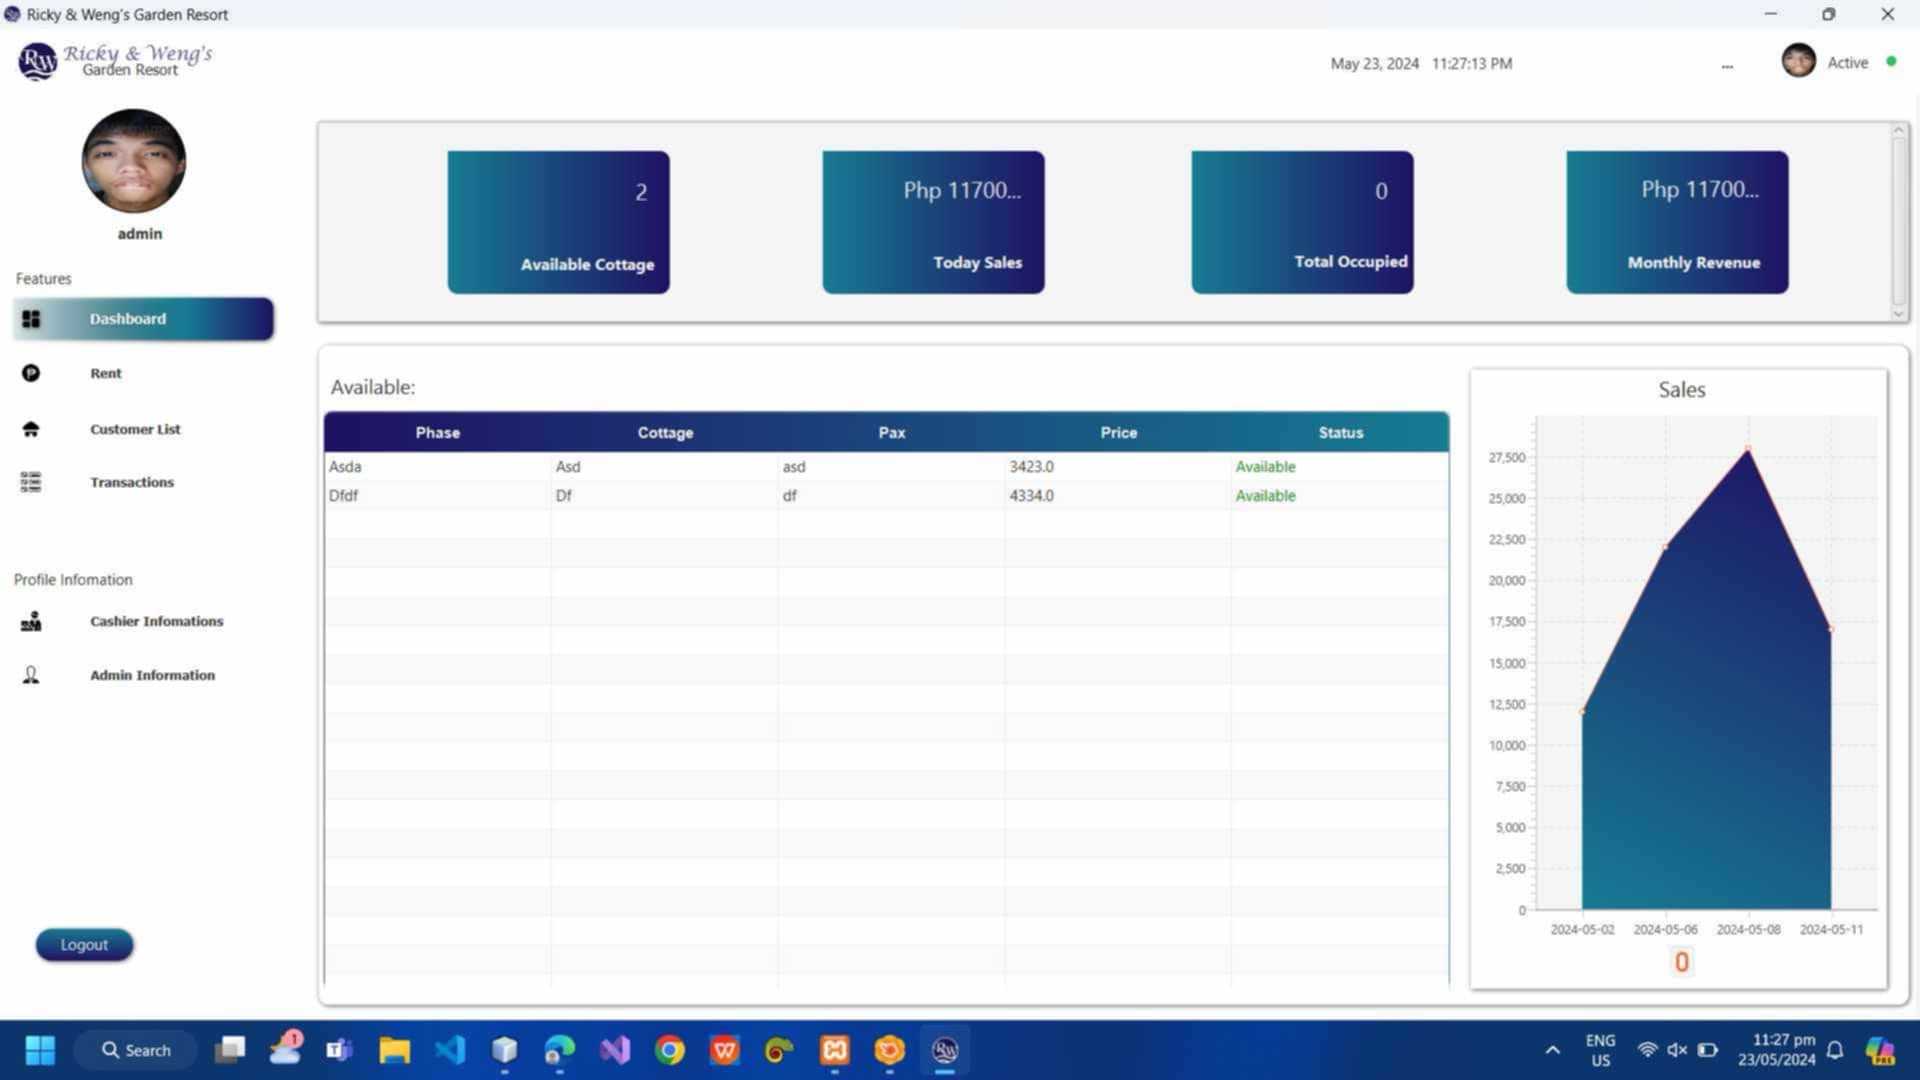 Ricky & Weng's Garden Resort
RW Ricky & Weng's
Garden Resort
May 23, 2024 11:27:13 PM
...
Active
admin
Features
Dashboard
Rent
Customer List
Transactions
Profile Infomation
Cashier Infomations
Admin Information
Logout
2
Available Cottage
Php 11700...
Today Sales
0
Total Occupied
Php 11700...
Monthly Revenue
Available:
Phase Cottage Pax Price Status
Asda Asd asd 3423.0 Available
Dfdf Df df 4334.0 Available
Sales
27,500
25,000
22,500
20,000
17,500
15,000
12,500
10,000
7,500
5,000
2,500
0
2024-05-02 2024-05-06 2024-05-08 2024-05-11
0
Search
1
ENG
US
11:27 pm
23/05/2024
PRE